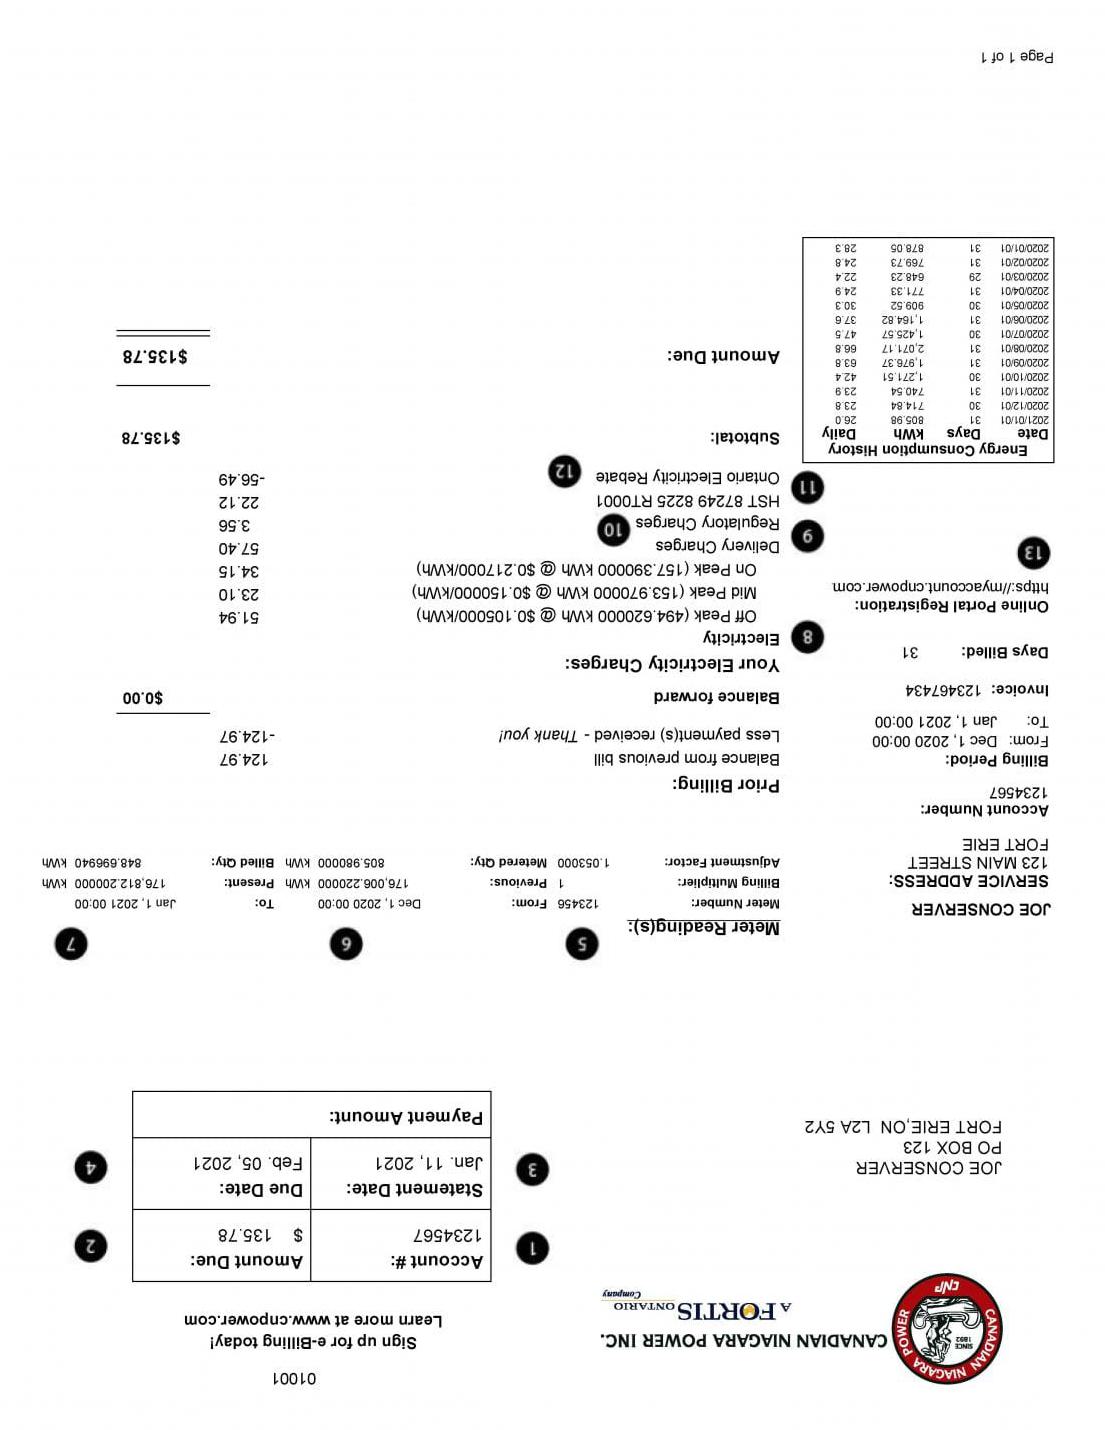 01001
CANADIAN NIAGARA POWER
SINCE 1892
CNP
CANADIAN NIAGARA POWER INC.
A FORTIS ONTARIO
Company
Sign up for e-Billing today!
Learn more at www.cnpower.com
1
Account #:
1234567
Amount Due:
$ 135.78
2
3
Statement Date:
Jan. 11, 2021
Due Date:
Feb. 05, 2021
4
Payment Amount:
JOE CONSERVER
PO BOX 123
FORT ERIE,ON L2A 5Y2
JOE CONSERVER
SERVICE ADDRESS:
123 MAIN STREET
FORT ERIE
Account Number:
1234567
Billing Period:
From: Dec 1, 2020 00:00
To: Jan 1, 2021 00:00
Invoice: 123467434
Days Billed: 31
Online Portal Registration:
https://myaccount.cnpower.com
13
Energy Consumption History
Date Days kWh Daily
2021/01/01 31 805.98 26.0
2020/12/01 30 714.84 23.8
2020/11/01 31 740.54 23.9
2020/10/01 30 1,271.51 42.4
2020/09/01 31 1,976.37 63.8
2020/08/01 31 2,071.17 66.8
2020/07/01 30 1,425.57 47.5
2020/06/01 31 1,164.82 37.6
2020/05/01 30 909.52 30.3
2020/04/01 31 771.33 24.9
2020/03/01 29 648.23 22.4
2020/02/01 31 769.73 24.8
2020/01/01 31 878.05 28.3
5 6 7
Meter Reading(s):
Meter Number: 123456 From: Dec 1, 2020 00:00 To: Jan 1, 2021 00:00
Billing Multiplier: 1 Previous: 176,006.220000 kWh Present: 176,812.200000 kWh
Adjustment Factor: 1.053000 Metered Qty: 805.980000 kWh Billed Qty: 848.696940 kWh
Prior Billing:
Balance from previous bill 124.97
Less payment(s) received - Thank you! -124.97
Balance forward $0.00
Your Electricity Charges:
8 Electricity
Off Peak (494.620000 kWh @ $0.105000/kWh) 51.94
Mid Peak (153.970000 kWh @ $0.150000/kWh) 23.10
On Peak (157.390000 kWh @ $0.217000/kWh) 34.15
9 Delivery Charges 57.40
Regulatory Charges 10 3.56
11 HST 87249 8225 RT0001 22.12
Ontario Electricity Rebate 12 -56.49
Subtotal: $135.78
Amount Due: $135.78
Page 1 of 1